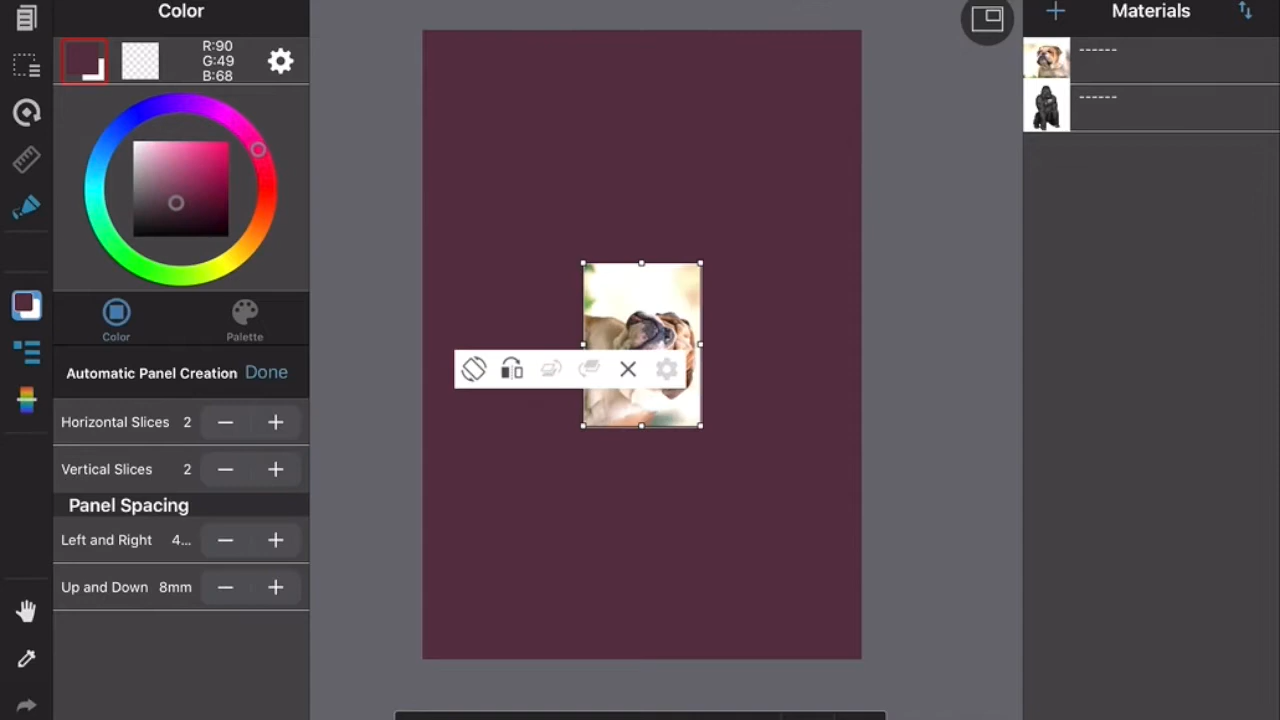 Color
Materials
R:90
G:49
B:68
------
------
Color
Palette
Automatic Panel Creation Done
Horizontal Slices 2
Vertical Slices 2
Panel Spacing
Left and Right 4...
Up and Down 8mm